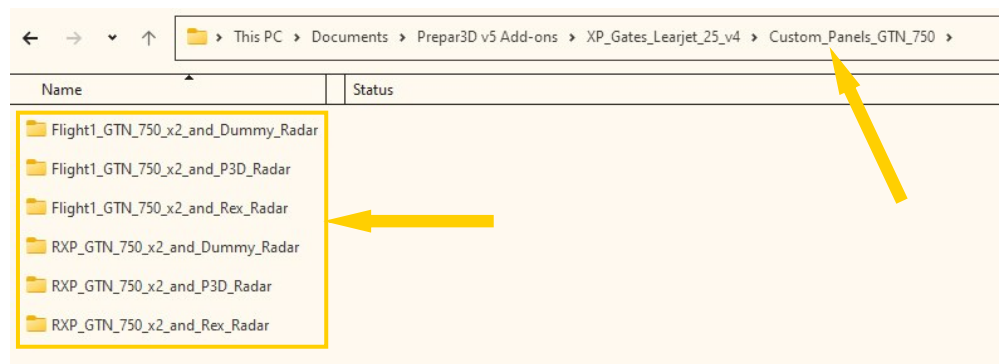 This PC > Documents > Prepar3D v5 Add-ons > XP_Gates_Learjet_25_v4 > Custom_Panels_GTN_750 >
Name Status
Flight1_GTN_750_x2_and_Dummy_Radar
Flight1_GTN_750_x2_and_P3D_Radar
Flight1_GTN_750_x2_and_Rex_Radar
RXP_GTN_750_x2_and_Dummy_Radar
RXP_GTN_750_x2_and_P3D_Radar
RXP_GTN_750_x2_and_Rex_Radar